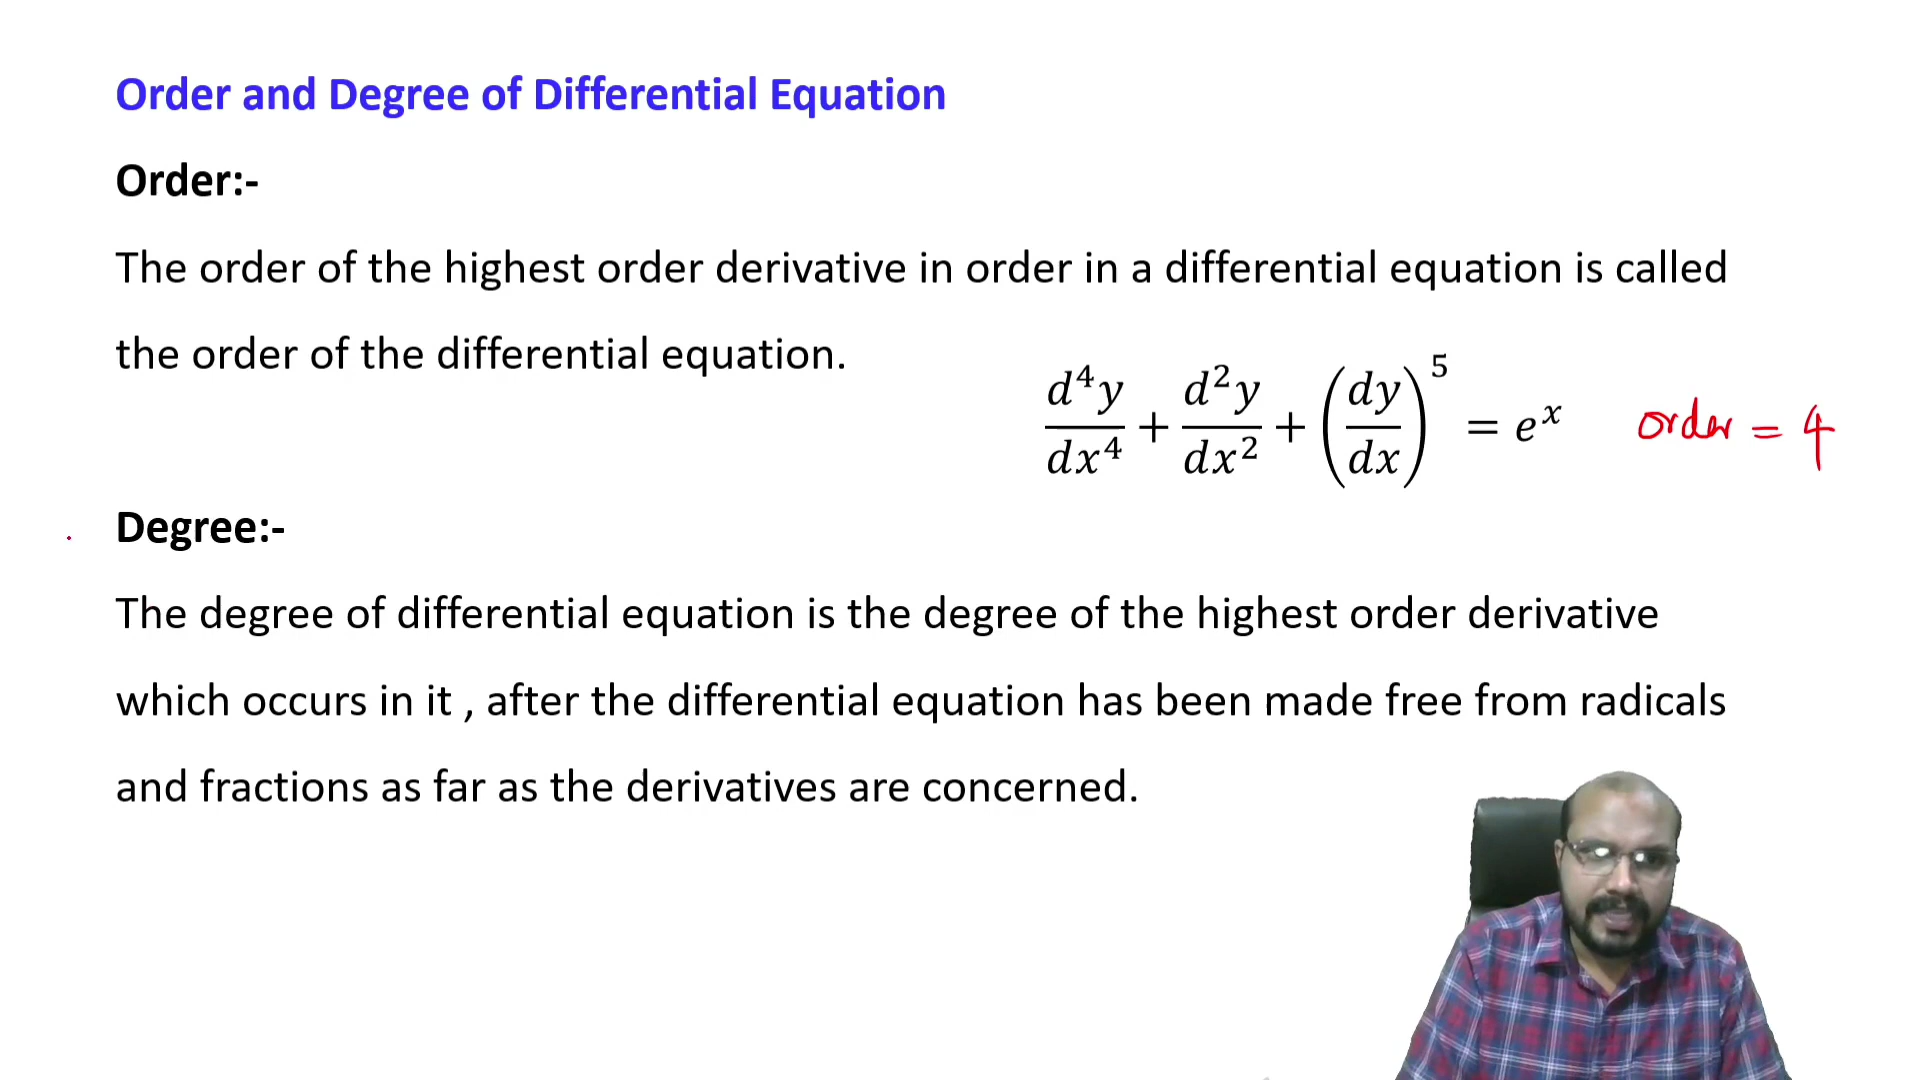 Order and Degree of Differential Equation
Order:-
The order of the highest order derivative in order in a differential equation is called
the order of the differential equation.
d⁴y/dx⁴ + d²y/dx² + (dy/dx)⁵ = eˣ order = 4
Degree:-
The degree of differential equation is the degree of the highest order derivative
which occurs in it , after the differential equation has been made free from radicals
and fractions as far as the derivatives are concerned.